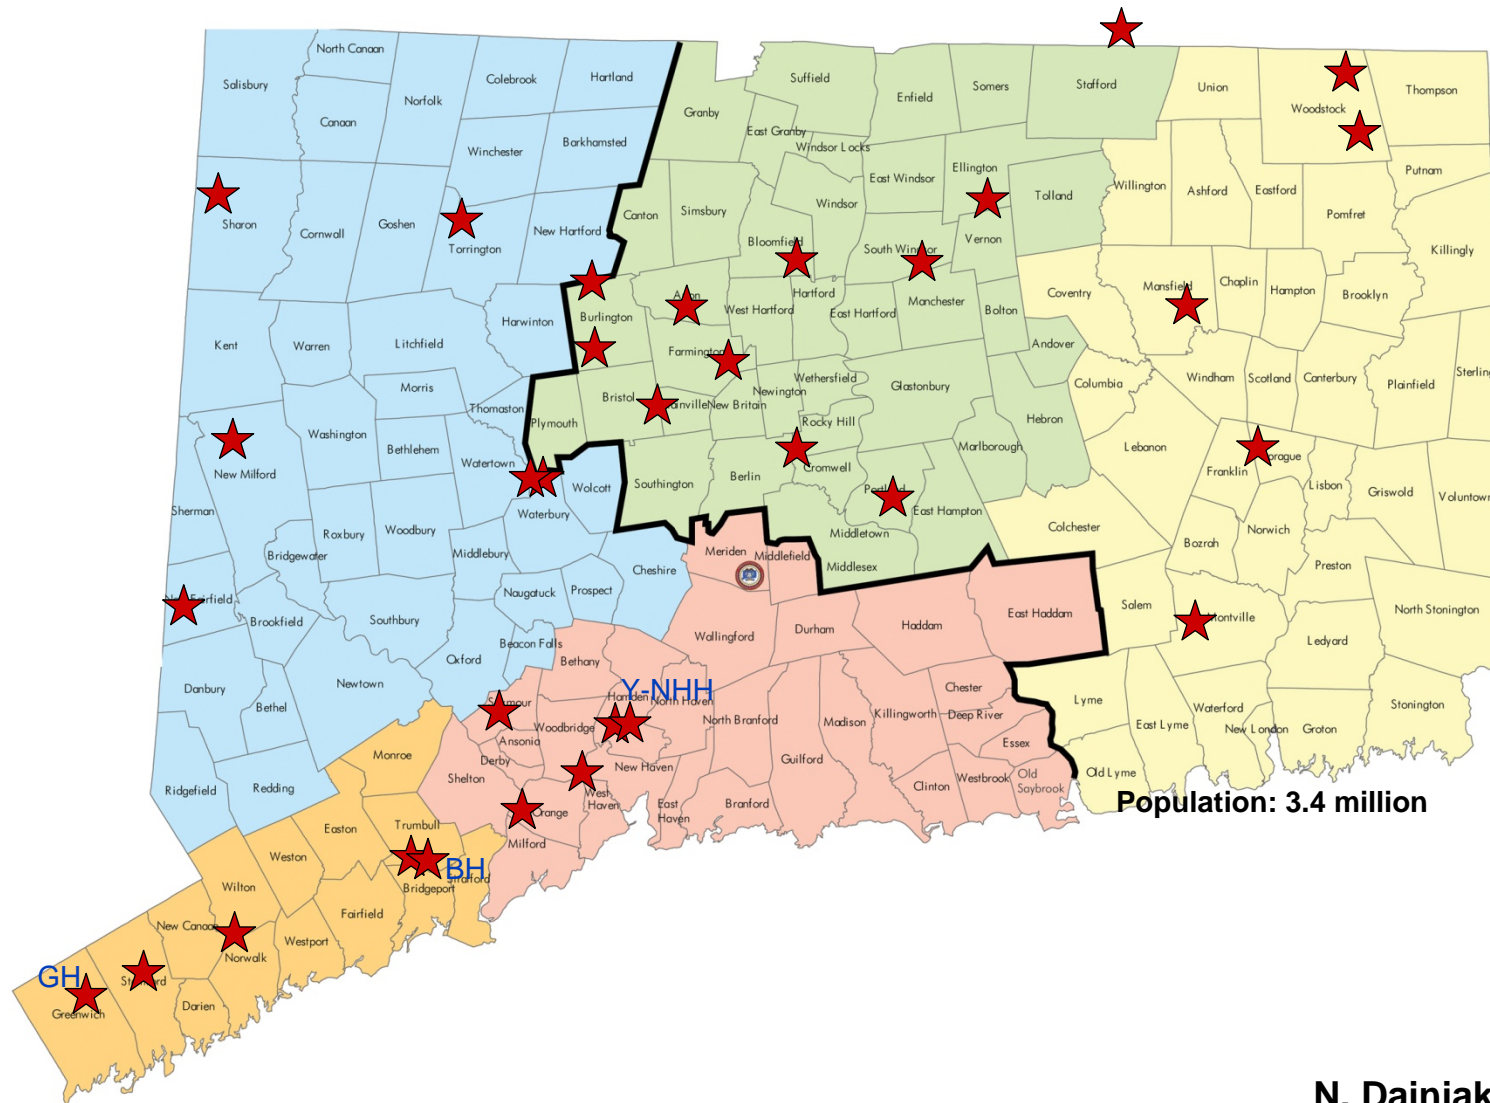 North Canaan
Salisbury
Canaan
Norfolk
Colebrook
Hartland
Winchester
Barkhamsted
Sharon
Cornwall
Goshen
Torrington
New Hartford
Kent
Warren
Litchfield
Harwinton
Morris
Thomaston
Washington
Bethlehem
Watertown
New Milford
Sherman
Roxbury
Woodbury
Waterbury
Wolcott
Bridgewater
Middlebury
Cheshire
Naugatuck
Prospect
Brookfield
Southbury
Beacon Falls
Oxford
Danbury
Bethel
Newtown
Ridgefield
Redding
Granby
Suffield
Enfield
Somers
Stafford
East Granby
Windsor Locks
East Windsor
Ellington
Tolland
Canton
Simsbury
Windsor
Bloomfield
South Windsor
Vernon
Burlington
West Hartford
Hartford
East Hartford
Manchester
Bolton
Andover
Farmington
Bristol
New Britain
Newington
Wethersfield
Rocky Hill
Glastonbury
Hebron
Marlborough
Plymouth
Southington
Berlin
Cromwell
East Hampton
Middletown
Middlesex
Union
Woodstock
Thompson
Putnam
Willington
Ashford
Eastford
Pomfret
Killingly
Coventry
Mansfield
Chaplin
Hampton
Brooklyn
Columbia
Windham
Scotland
Canterbury
Plainfield
Sterling
Lebanon
Franklin
Lisbon
Griswold
Colchester
Bozrah
Norwich
Preston
Salem
North Stonington
Ledyard
Lyme
East Lyme
Waterford
New London
Groton
Stonington
Old Lyme
Meriden
Middlefield
Wallingford
Durham
Haddam
East Haddam
Bethany
Y-NHH
Hamden
North Haven
Woodbridge
North Branford
Madison
Killingworth
Chester
Deep River
Essex
Ansonia
Derby
Shelton
New Haven
Guilford
Clinton
Westbrook
Old
Saybrook
West
Haven
East
Haven
Branford
Milford
Monroe
Trumbull
Easton
Weston
BH
Bridgeport
Wilton
Fairfield
Westport
Norwalk
Darien
GH
Greenwich
Population: 3.4 million
N. Dainiak